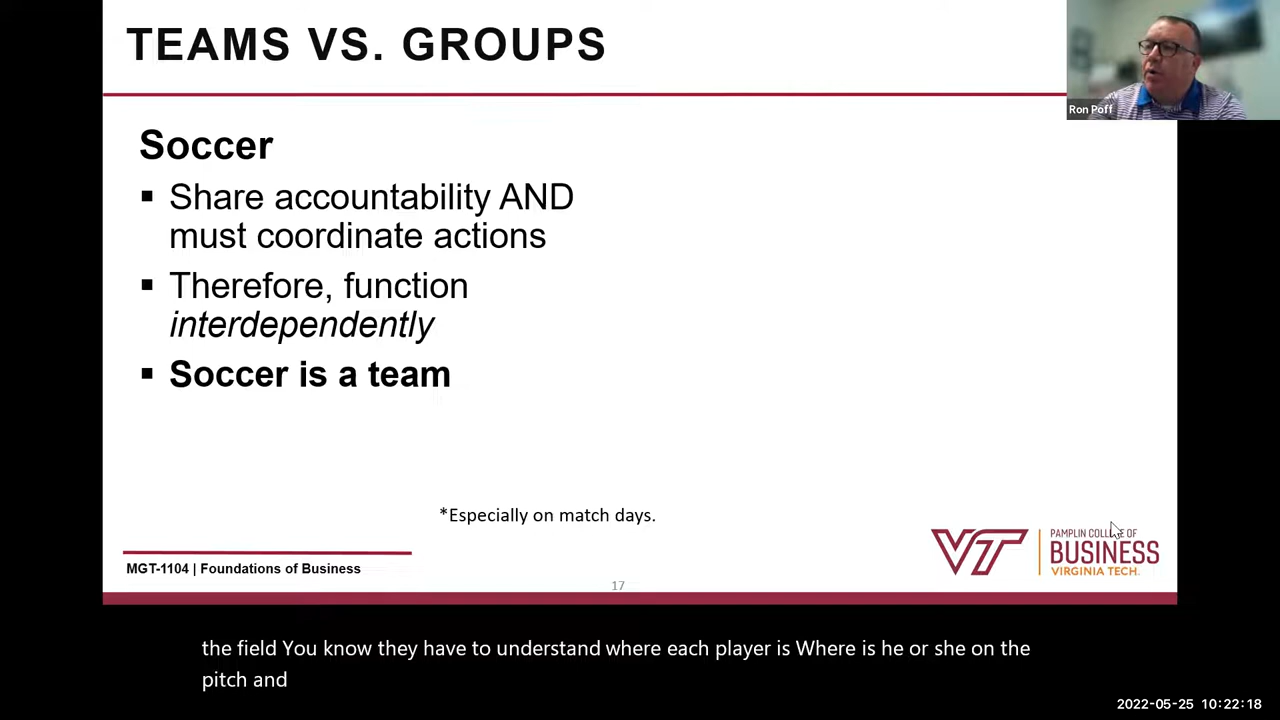 TEAMS VS. GROUPS
Ron Poff
Soccer
▪ Share accountability AND
must coordinate actions
▪ Therefore, function
interdependently
▪ Soccer is a team
*Especially on match days.
MGT-1104 | Foundations of Business
17
VT
PAMPLIN COLLEGE OF
BUSINESS
VIRGINIA TECH.
the field You know they have to understand where each player is Where is he or she on the
pitch and
2022-05-25 10:22:18